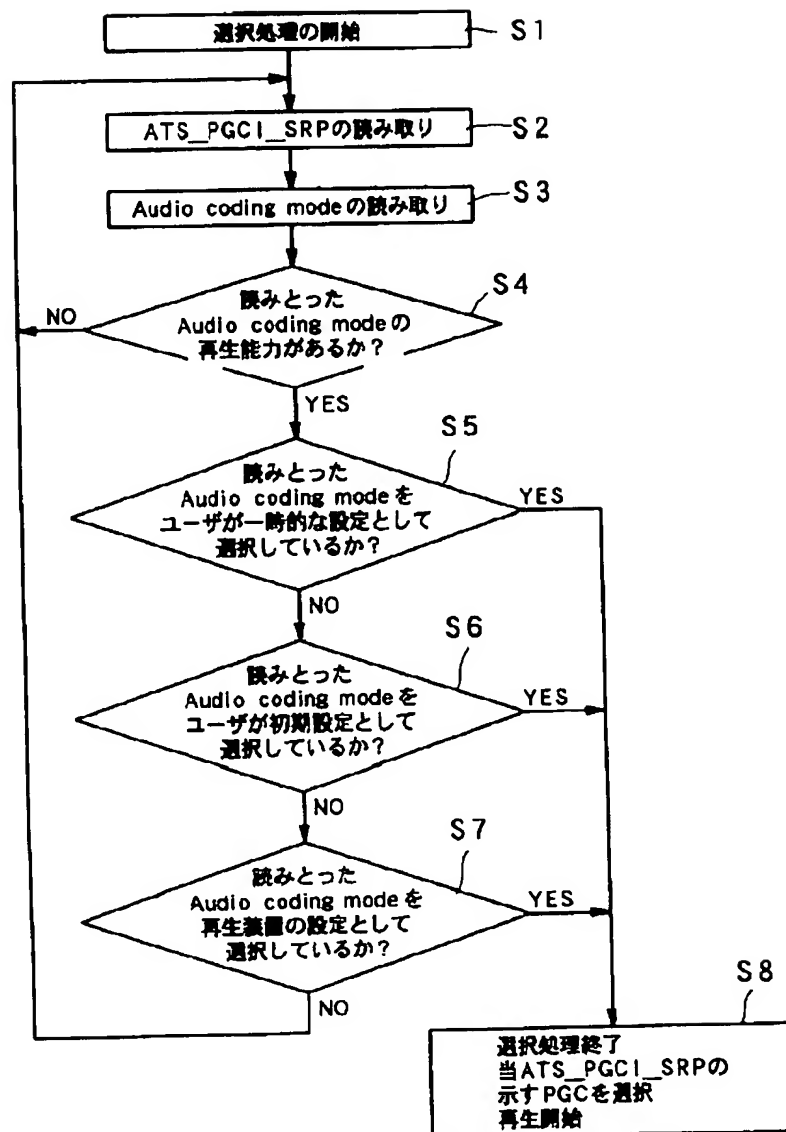 選択処理の開始
S1
ATS_PGCI_SRPの読み取り
S2
Audio coding modeの読み取り
S3
読みとった
Audio coding modeの
再生能力があるか?
S4
NO
YES
読みとった
Audio coding modeを
ユーザが一時的な設定として
選択しているか?
S5
YES
NO
読みとった
Audio coding modeを
ユーザが初期設定として
選択しているか?
S6
YES
NO
読みとった
Audio coding modeを
再生装置の設定として
選択しているか?
S7
YES
NO
S8
選択処理終了
当ATS_PGCI_SRPの
示すPGCを選択
再生開始